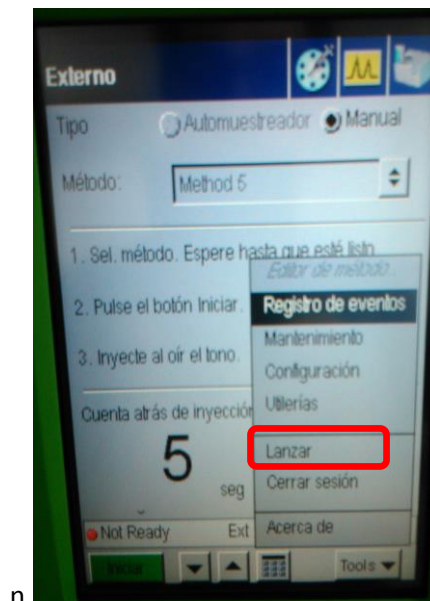 Externo
Tipo Automuestreador Manual
Método: Method 5
1. Sel. método. Espere hasta que esté listo
Editor de método...
2. Pulse el botón Iniciar.
Registro de eventos
Mantenimiento
3. Inyecte al oír el tono.
Configuración
Utilerías
Cuenta atrás de inyección
Lanzar
5
seg
Cerrar sesión
Not Ready Ext
Acerca de
Iniciar Tools
n